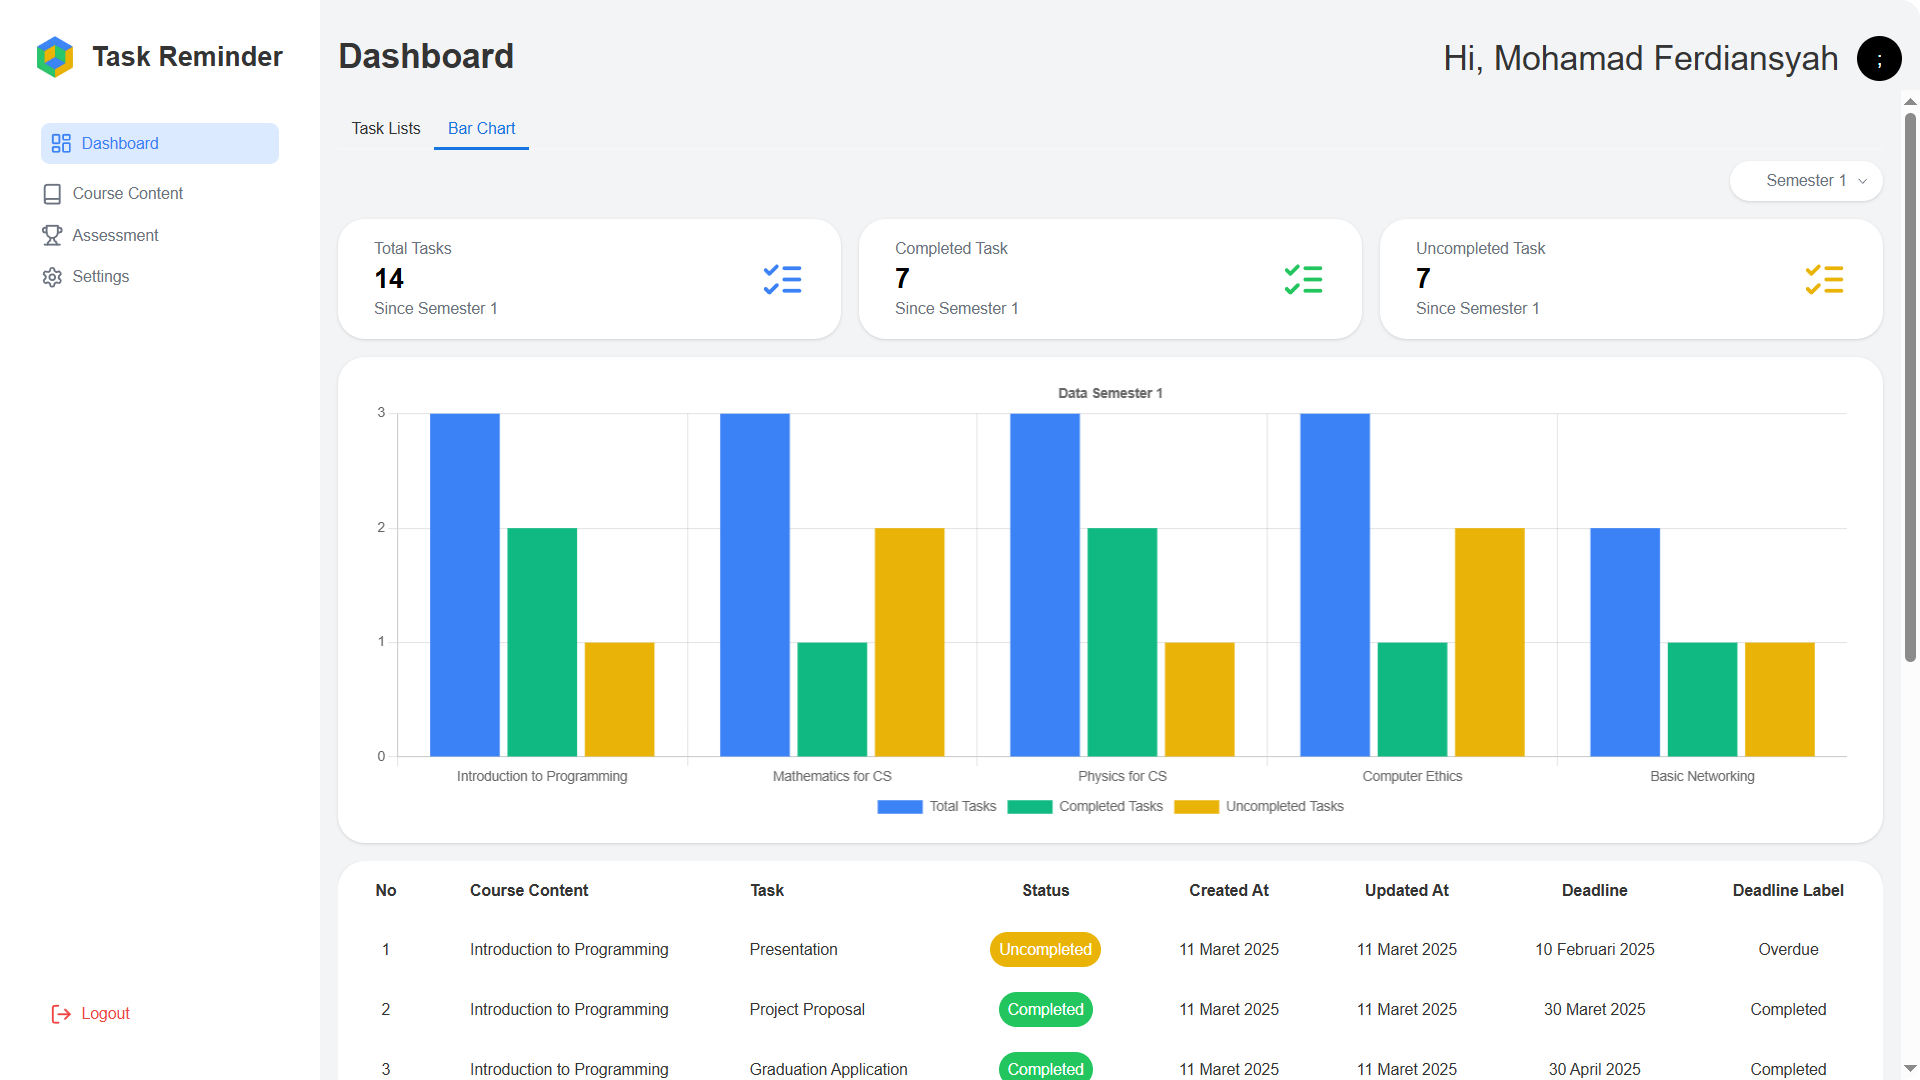 Task Reminder
Dashboard
Course Content
Assessment
Settings
Logout
Dashboard
Hi, Mohamad Ferdiansyah
;
Task Lists
Bar Chart
Semester 1
Total Tasks
14
Since Semester 1
Completed Task
7
Since Semester 1
Uncompleted Task
7
Since Semester 1
Data Semester 1
3
2
1
0
Introduction to Programming
Mathematics for CS
Physics for CS
Computer Ethics
Basic Networking
Total Tasks
Completed Tasks
Uncompleted Tasks
No Course Content Task Status Created At Updated At Deadline Deadline Label
1 Introduction to Programming Presentation Uncompleted 11 Maret 2025 11 Maret 2025 10 Februari 2025 Overdue
2 Introduction to Programming Project Proposal Completed 11 Maret 2025 11 Maret 2025 30 Maret 2025 Completed
3 Introduction to Programming Graduation Application Completed 11 Maret 2025 11 Maret 2025 30 April 2025 Completed